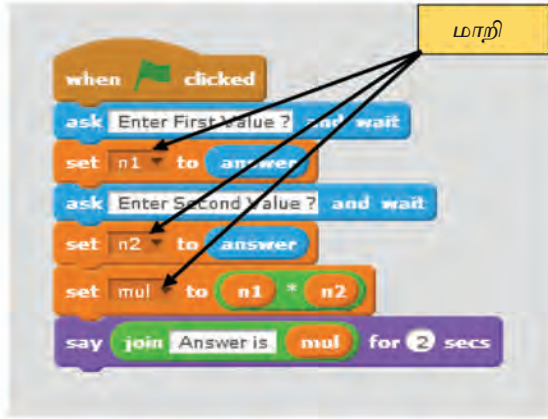 மாறி
when clicked
ask Enter First Value ? and wait
set n1 to answer
ask Enter Second Value ? and wait
set n2 to answer
set mul to n1 * n2
say join Answer is mul for 2 secs